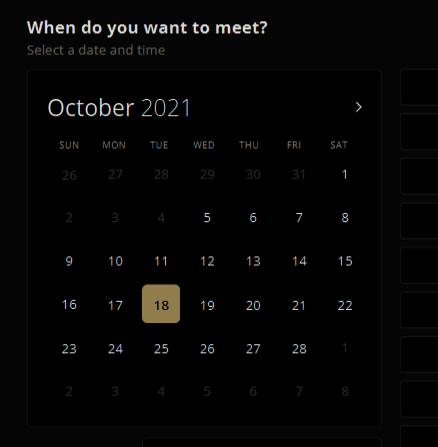 When do you want to meet?
Select a date and time
October 2021
SUN MON TUE WED THU FRI SAT
26 27 28 29 30 31 1
2 3 4 5 6 7 8
9 10 11 12 13 14 15
16 17 18 19 20 21 22
23 24 25 26 27 28 1
2 3 4 5 6 7 8